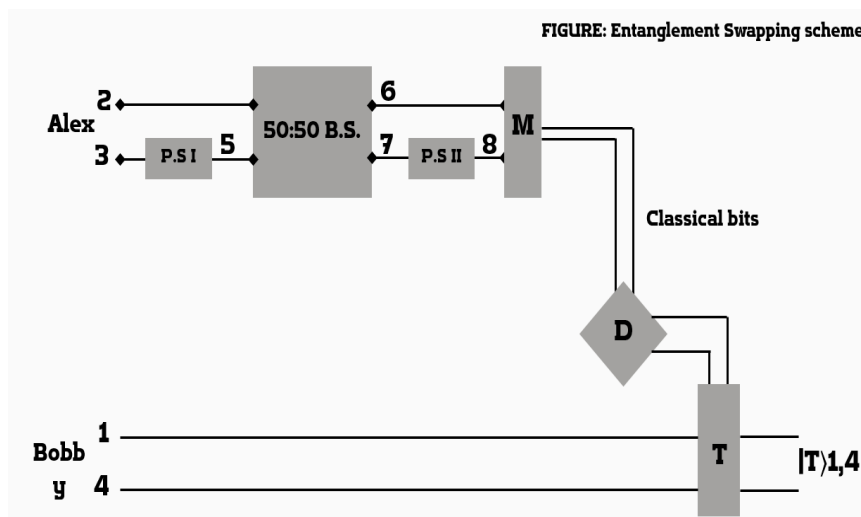 FIGURE: Entanglement Swapping scheme
2
6
Alex
50:50 B.S.
M
3
P.S I
5
7
P.S II
8
Classical bits
D
1
Bobb
y
4
T
|T⟩1,4